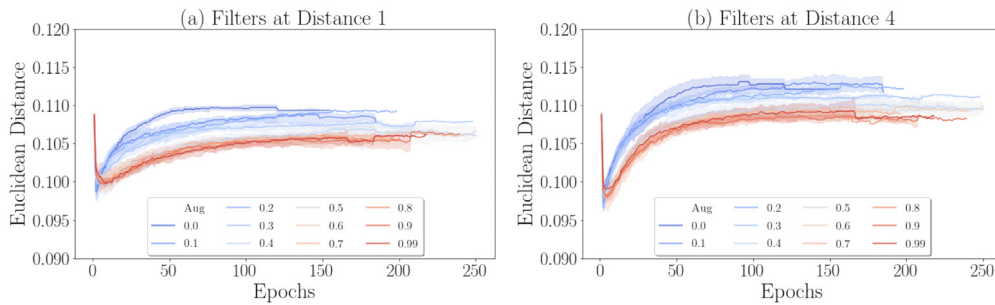 (a) Filters at Distance 1
Euclidean Distance
0.120
0.115
0.110
0.105
0.100
0.095
0.090
Aug 0.2 0.5 0.8
0.0 0.3 0.6 0.9
0.1 0.4 0.7 0.99
0 50 100 150 200 250
Epochs
(b) Filters at Distance 4
Euclidean Distance
0.120
0.115
0.110
0.105
0.100
0.095
0.090
Aug 0.2 0.5 0.8
0.0 0.3 0.6 0.9
0.1 0.4 0.7 0.99
0 50 100 150 200 250
Epochs